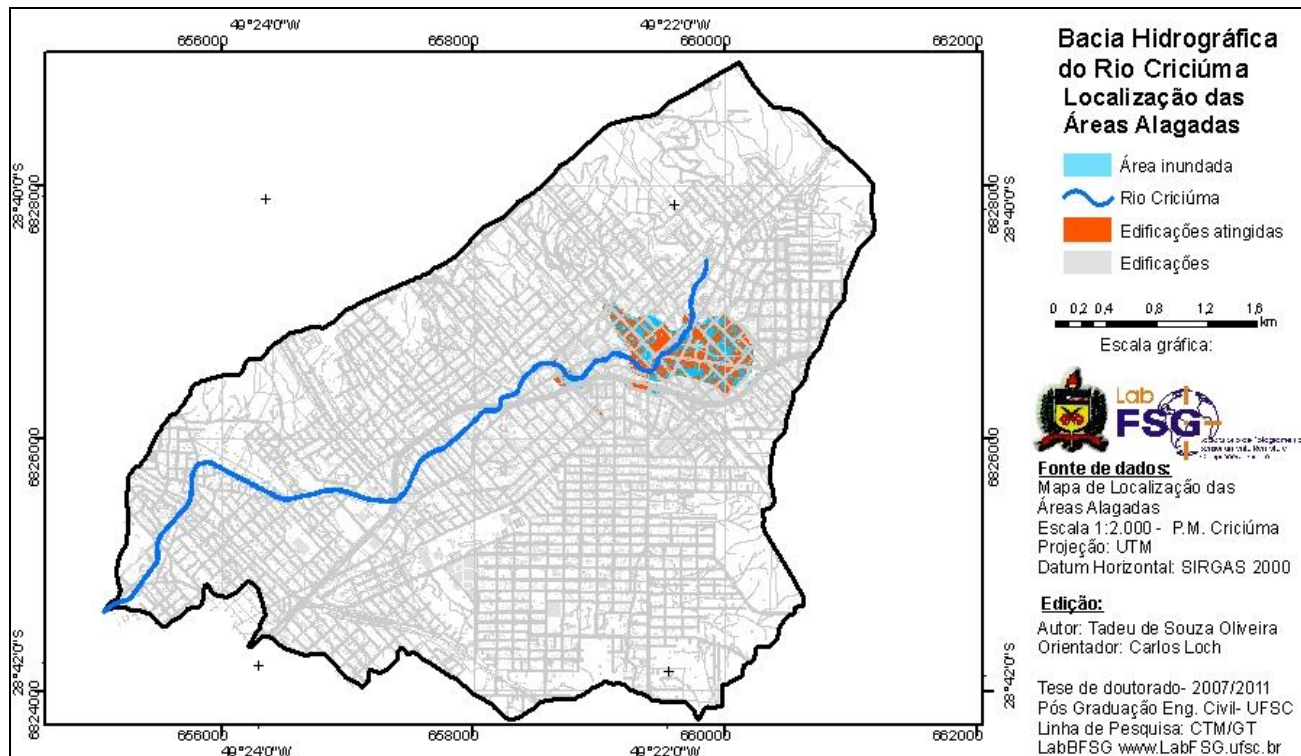 49°24'0"W
49°22'0"W
656000
658000
660000
662000
28°40'0"S
6828000
6828000
28°40'0"S
6826000
6826000
28°42'0"S
6824000
6824000
28°42'0"S
656000
658000
660000
662000
49°24'0"W
49°22'0"W
Bacia Hidrográfica
do Rio Criciúma
Localização das
Áreas Alagadas
Área inundada
Rio Criciúma
Edificações atingidas
Edificações
0 0,2 0,4 0,8 1,2 1,6
km
Escala gráfica:
Lab
FSG
Fonte de dados:
Mapa de Localização das
Áreas Alagadas
Escala 1:2.000 - P.M. Criciúma
Projeção: UTM
Datum Horizontal: SIRGAS 2000
Edição:
Autor: Tadeu de Souza Oliveira
Orientador: Carlos Loch
Tese de doutorado- 2007/2011
Pós Graduação Eng. Civil- UFSC
Linha de Pesquisa: CTM/GT
LabBFSG www.LabFSG.ufsc.br